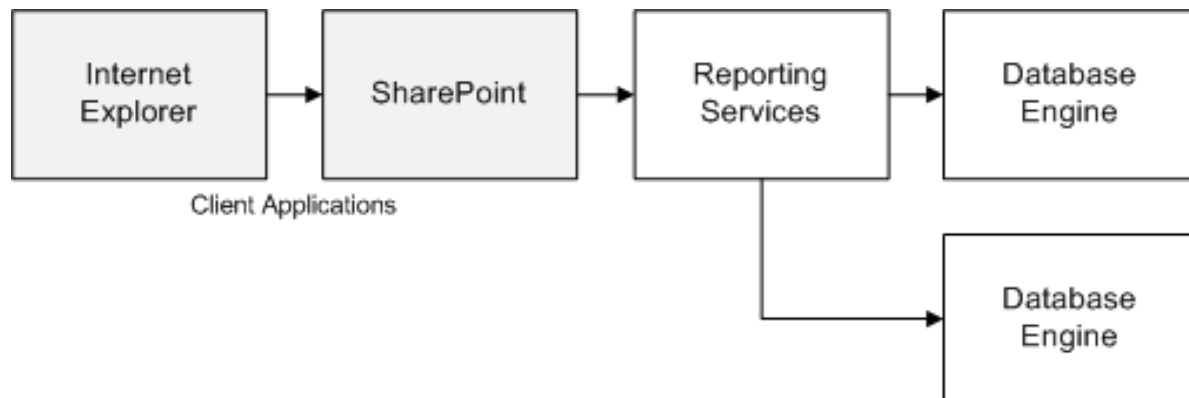 Internet
Explorer
SharePoint
Reporting
Services
Database
Engine
Client Applications
Database
Engine